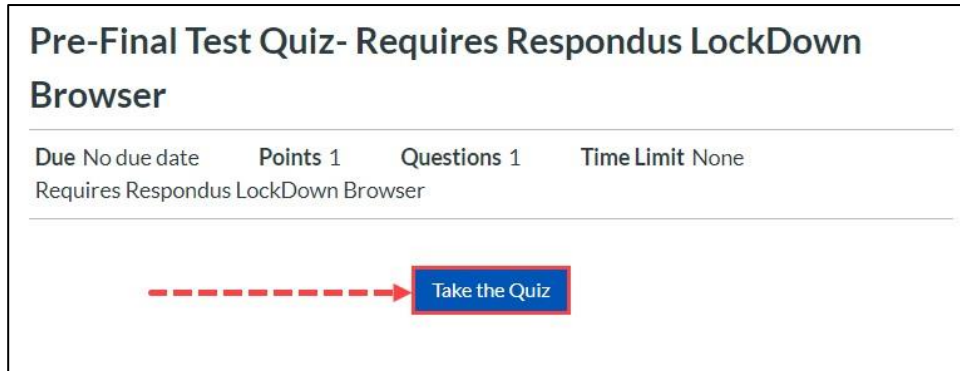 Pre-Final Test Quiz- Requires Respondus LockDown
Browser
Due No due date Points 1 Questions 1 Time Limit None
Requires Respondus LockDown Browser
Take the Quiz